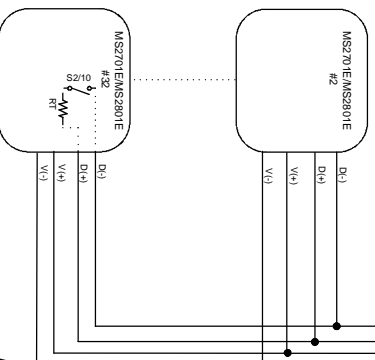 MS2701E/MS2801E
#32
S2/10
RT
V(-)
V(+)
D(+)
D(-)
MS2701E/MS2801E
#2
V(-)
V(+)
D(+)
D(-)